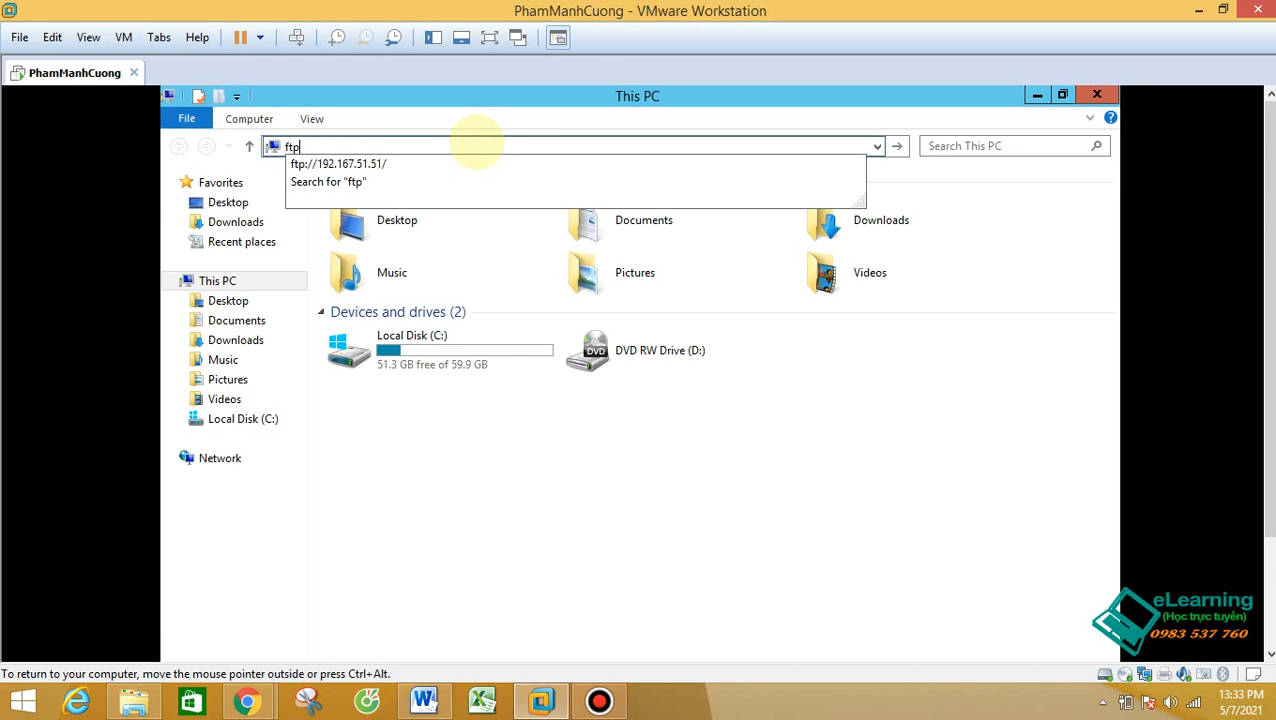 PhamManhCuong - VMware Workstation
File Edit View VM Tabs Help
PhamManhCuong
This PC
File Computer View
ftp
Search This PC
ftp://192.167.51.51/
Search for "ftp"
Favorites
Desktop
Downloads
Recent places
This PC
Desktop
Documents
Downloads
Music
Pictures
Videos
Local Disk (C:)
Network
Desktop
Documents
Downloads
Music
Pictures
Videos
Devices and drives (2)
Local Disk (C:)
51.3 GB free of 59.9 GB
DVD
DVD RW Drive (D:)
eLearning
(Học trực tuyến)
0983 537 760
To return to your computer, move the mouse pointer outside or press Ctrl+Alt.
13:33 PM
5/7/2021